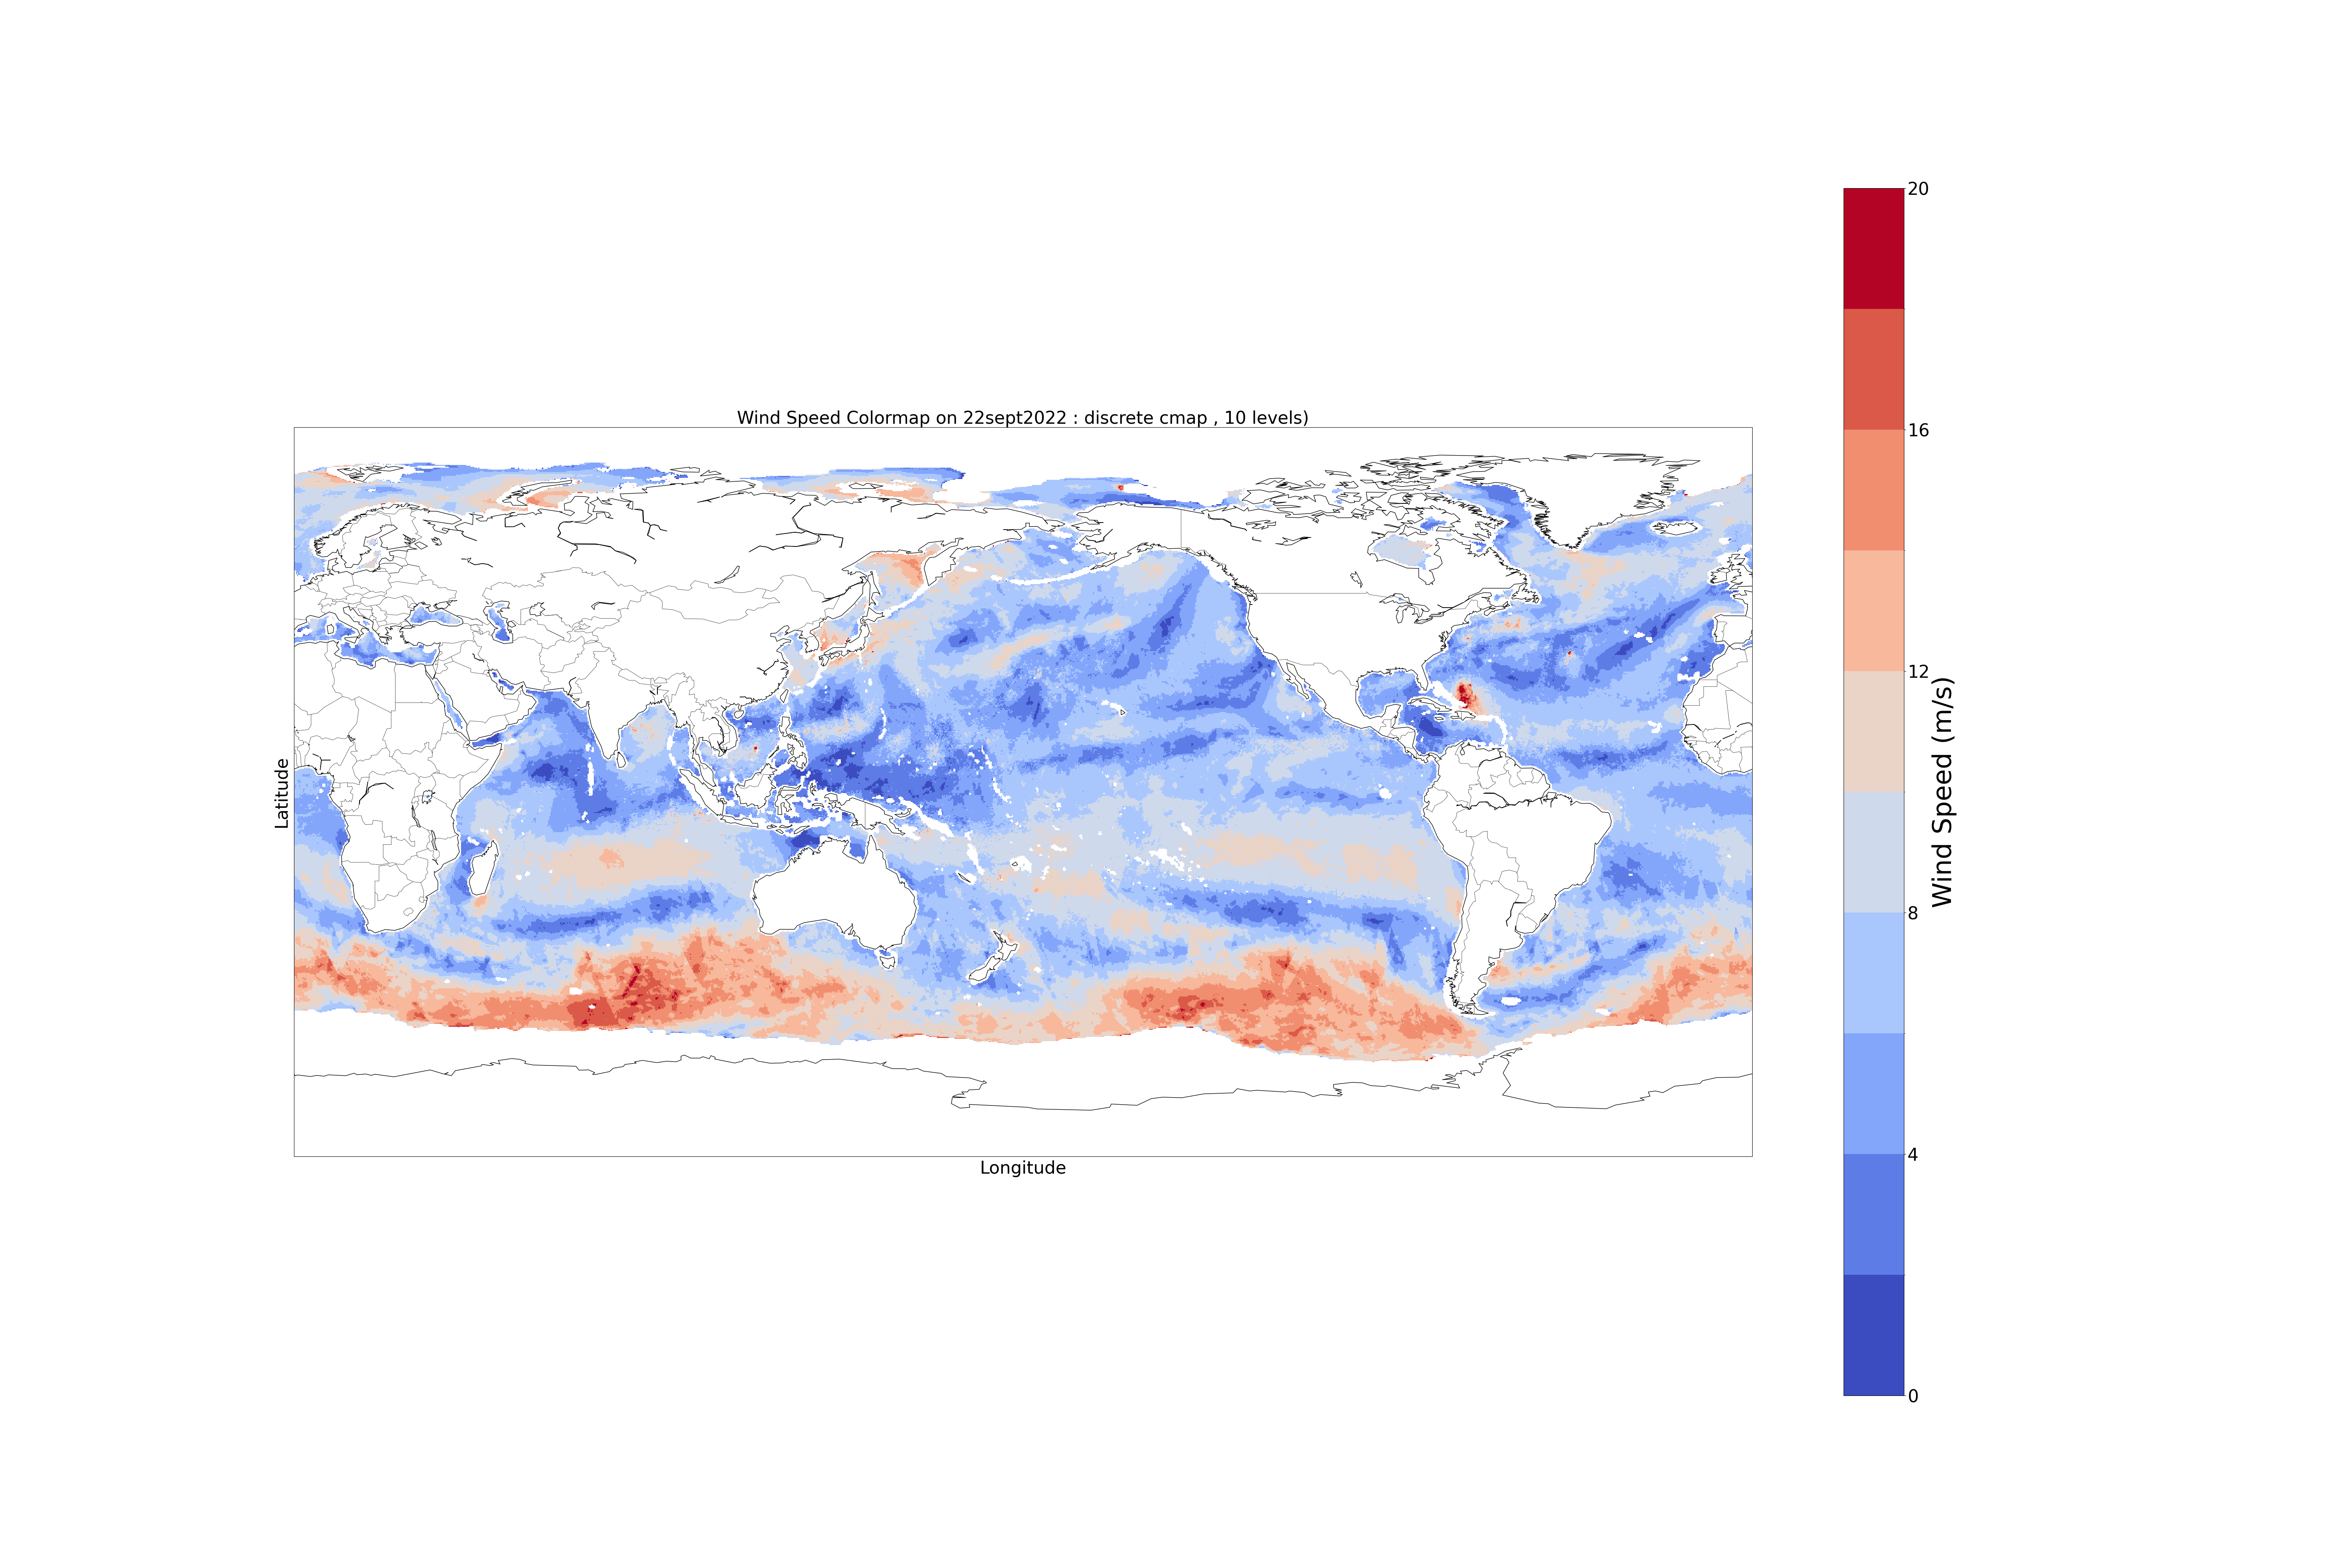 Wind Speed Colormap on 22sept2022 : discrete cmap , 10 levels)
Latitude
Longitude
20
16
12
8
4
0
Wind Speed (m/s)